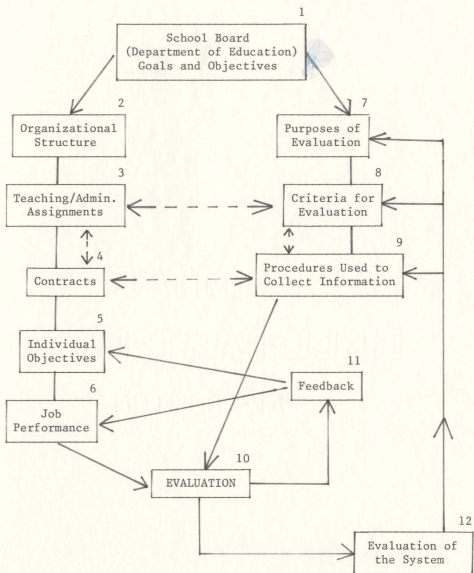 1
School Board
(Department of Education)
Goals and Objectives
2
Organizational
Structure
7
Purposes of
Evaluation
3
Teaching/Admin.
Assignments
8
Criteria for
Evaluation
4
Contracts
9
Procedures Used to
Collect Information
5
Individual
Objectives
11
Feedback
6
Job
Performance
10
EVALUATION
12
Evaluation of
the System